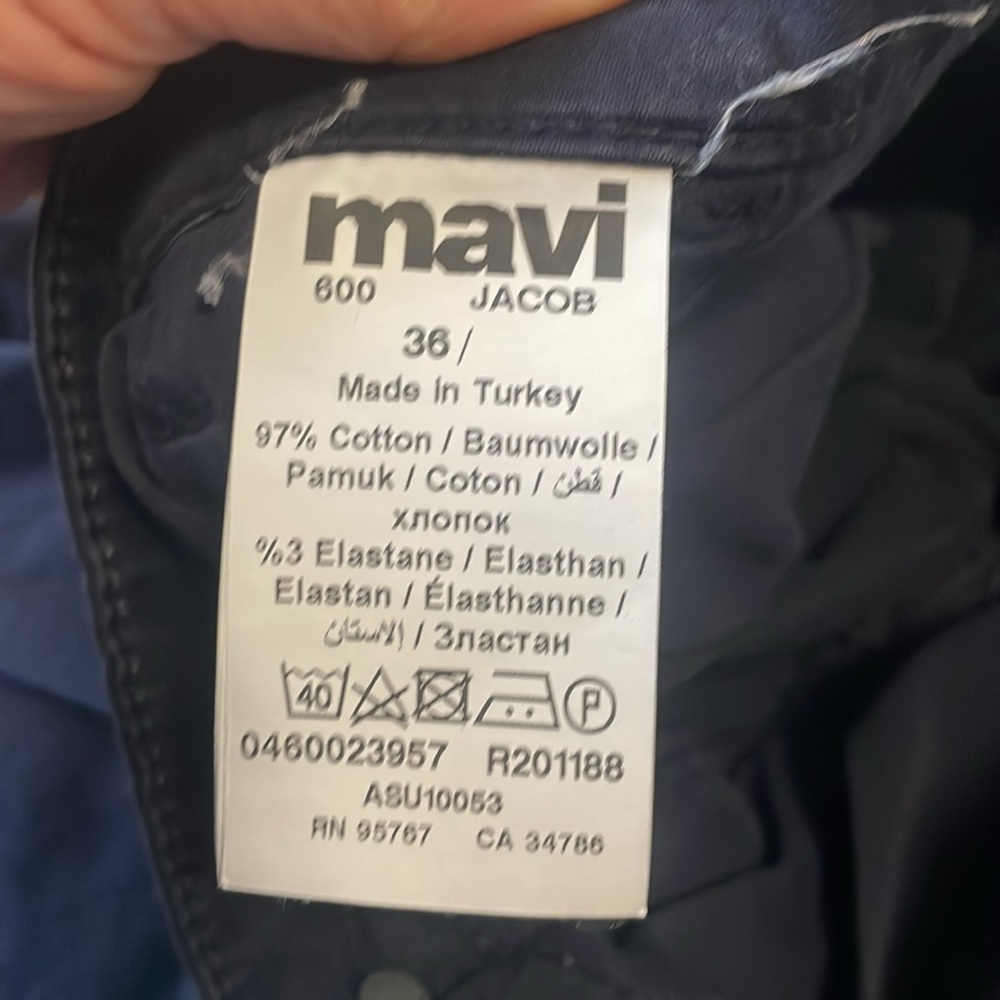 mavi
600 JACOB
36 /
Made in Turkey
97% Cotton / Baumwolle /
Pamuk / Coton / قطن /
хлопок
%3 Elastane / Elasthan /
Elastan / Élasthanne /
الاستان / Зластан
40 P
0460023957 R201188
ASU10053
RN 95767 CA 34786